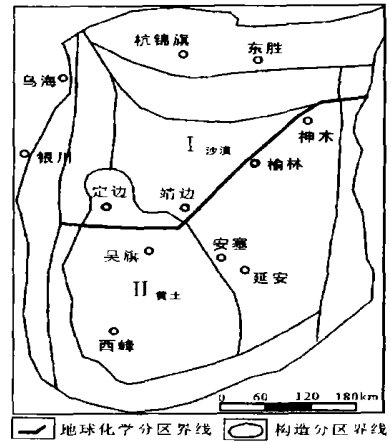 杭锦旗
东胜
乌海
I 沙漠
神木
银川
榆林
定边
靖边
吴旗
安塞
延安
II 黄土
西峰
0 60 120 180km
地球化学分区界线 构造分区界线